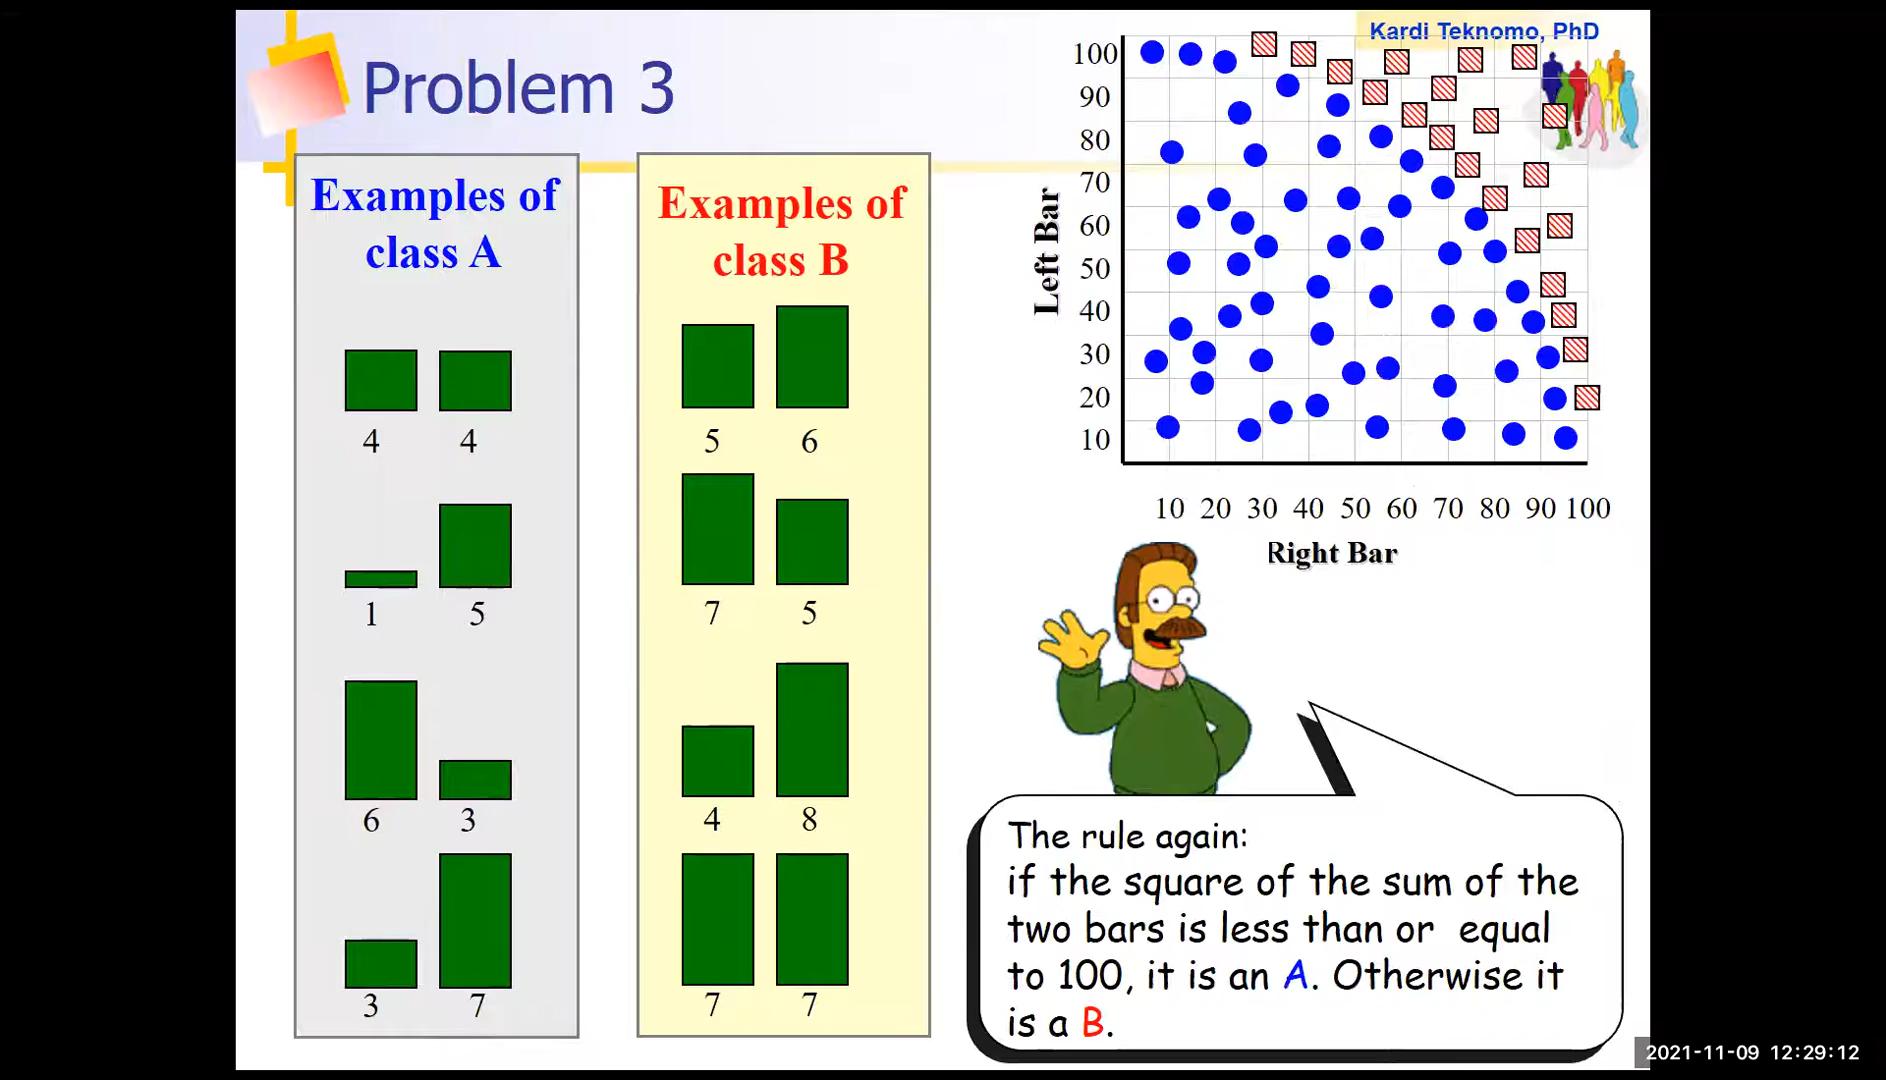 Kardi Teknomo, PhD
Problem 3
Examples of
class A
4 4
1 5
6 3
3 7
Examples of
class B
5 6
7 5
4 8
7 7
Left Bar
100
90
80
70
60
50
40
30
20
10
10 20 30 40 50 60 70 80 90 100
Right Bar
The rule again:
if the square of the sum of the
two bars is less than or equal
to 100, it is an A. Otherwise it
is a B.
2021-11-09 12:29:12